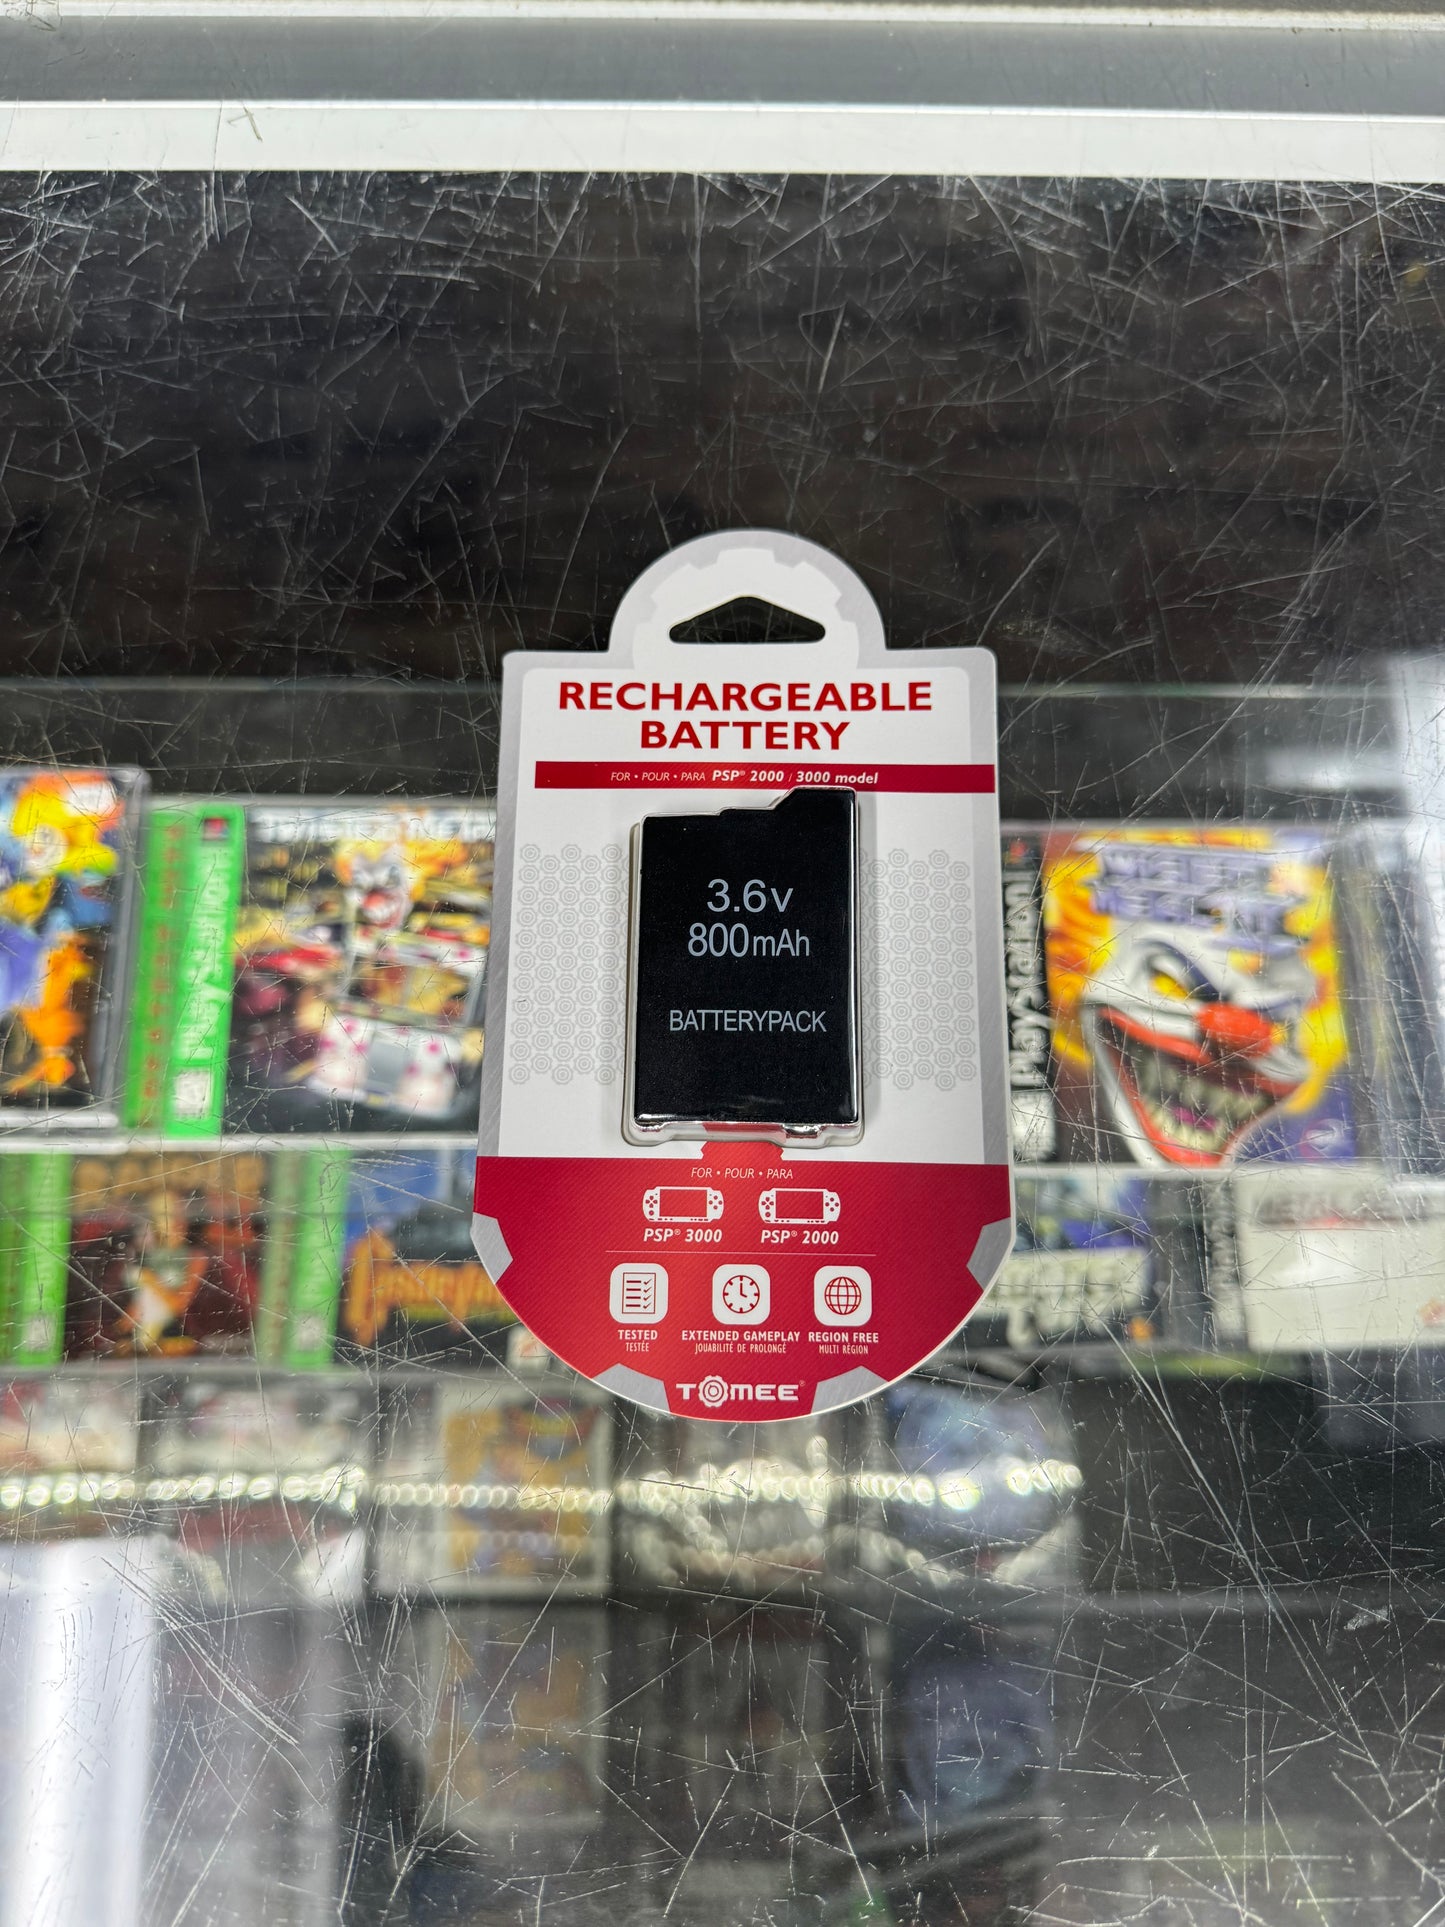 RECHARGEABLE
BATTERY
FOR • POUR • PARA PSP® 2000 / 3000 model
3.6v
800mAh
BATTERYPACK
FOR • POUR • PARA
PSP® 3000 PSP® 2000
TESTED EXTENDED GAMEPLAY REGION FREE
TESTÉE JOUABILITÉ DE PROLONGÉ MULTI RÉGION
TOMEE®
PlayStation